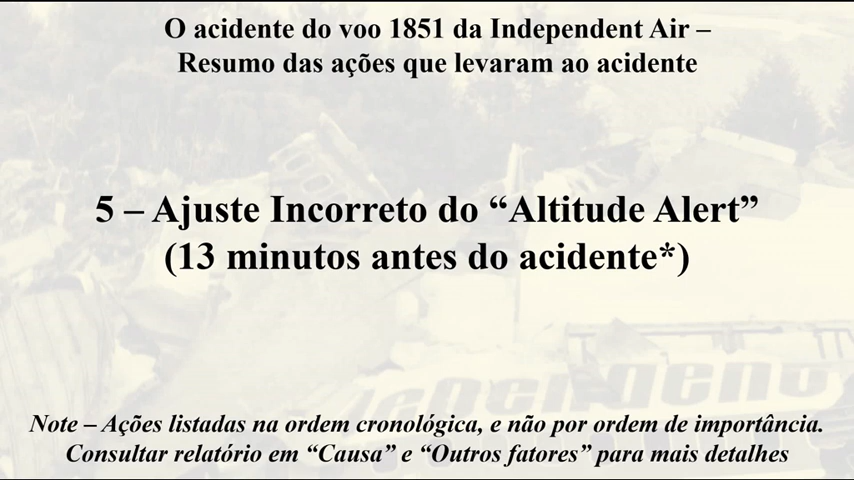 O acidente do voo 1851 da Independent Air –
Resumo das ações que levaram ao acidente
5 – Ajuste Incorreto do “Altitude Alert”
(13 minutos antes do acidente*)
Note – Ações listadas na ordem cronológica, e não por ordem de importância.
Consultar relatório em “Causa” e “Outros fatores” para mais detalhes